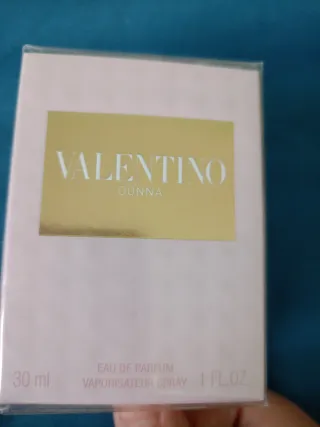 VALENTINO
DONNA
EAU DE PARFUM
30 ml VAPORISATEUR SPRAY 1 FL.OZ